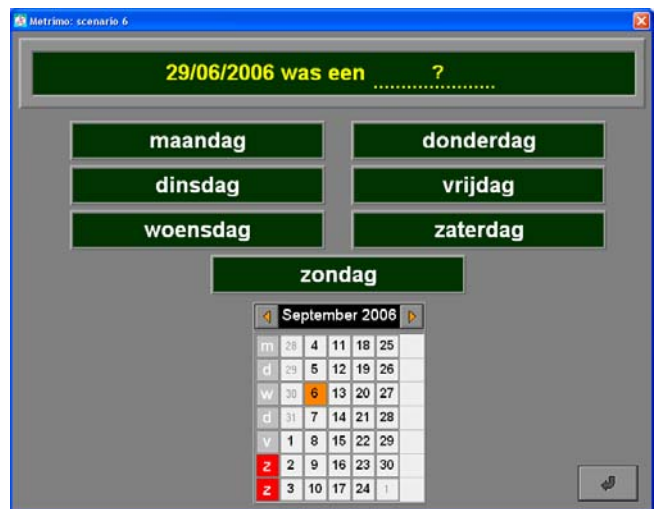 Metrimo: scenario 6
29/06/2006 was een ........................ ?
maandag donderdag
dinsdag vrijdag
woensdag zaterdag
zondag
September 2006
m 28 4 11 18 25
d 29 5 12 19 26
w 30 6 13 20 27
d 31 7 14 21 28
v 1 8 15 22 29
z 2 9 16 23 30
z 3 10 17 24 1